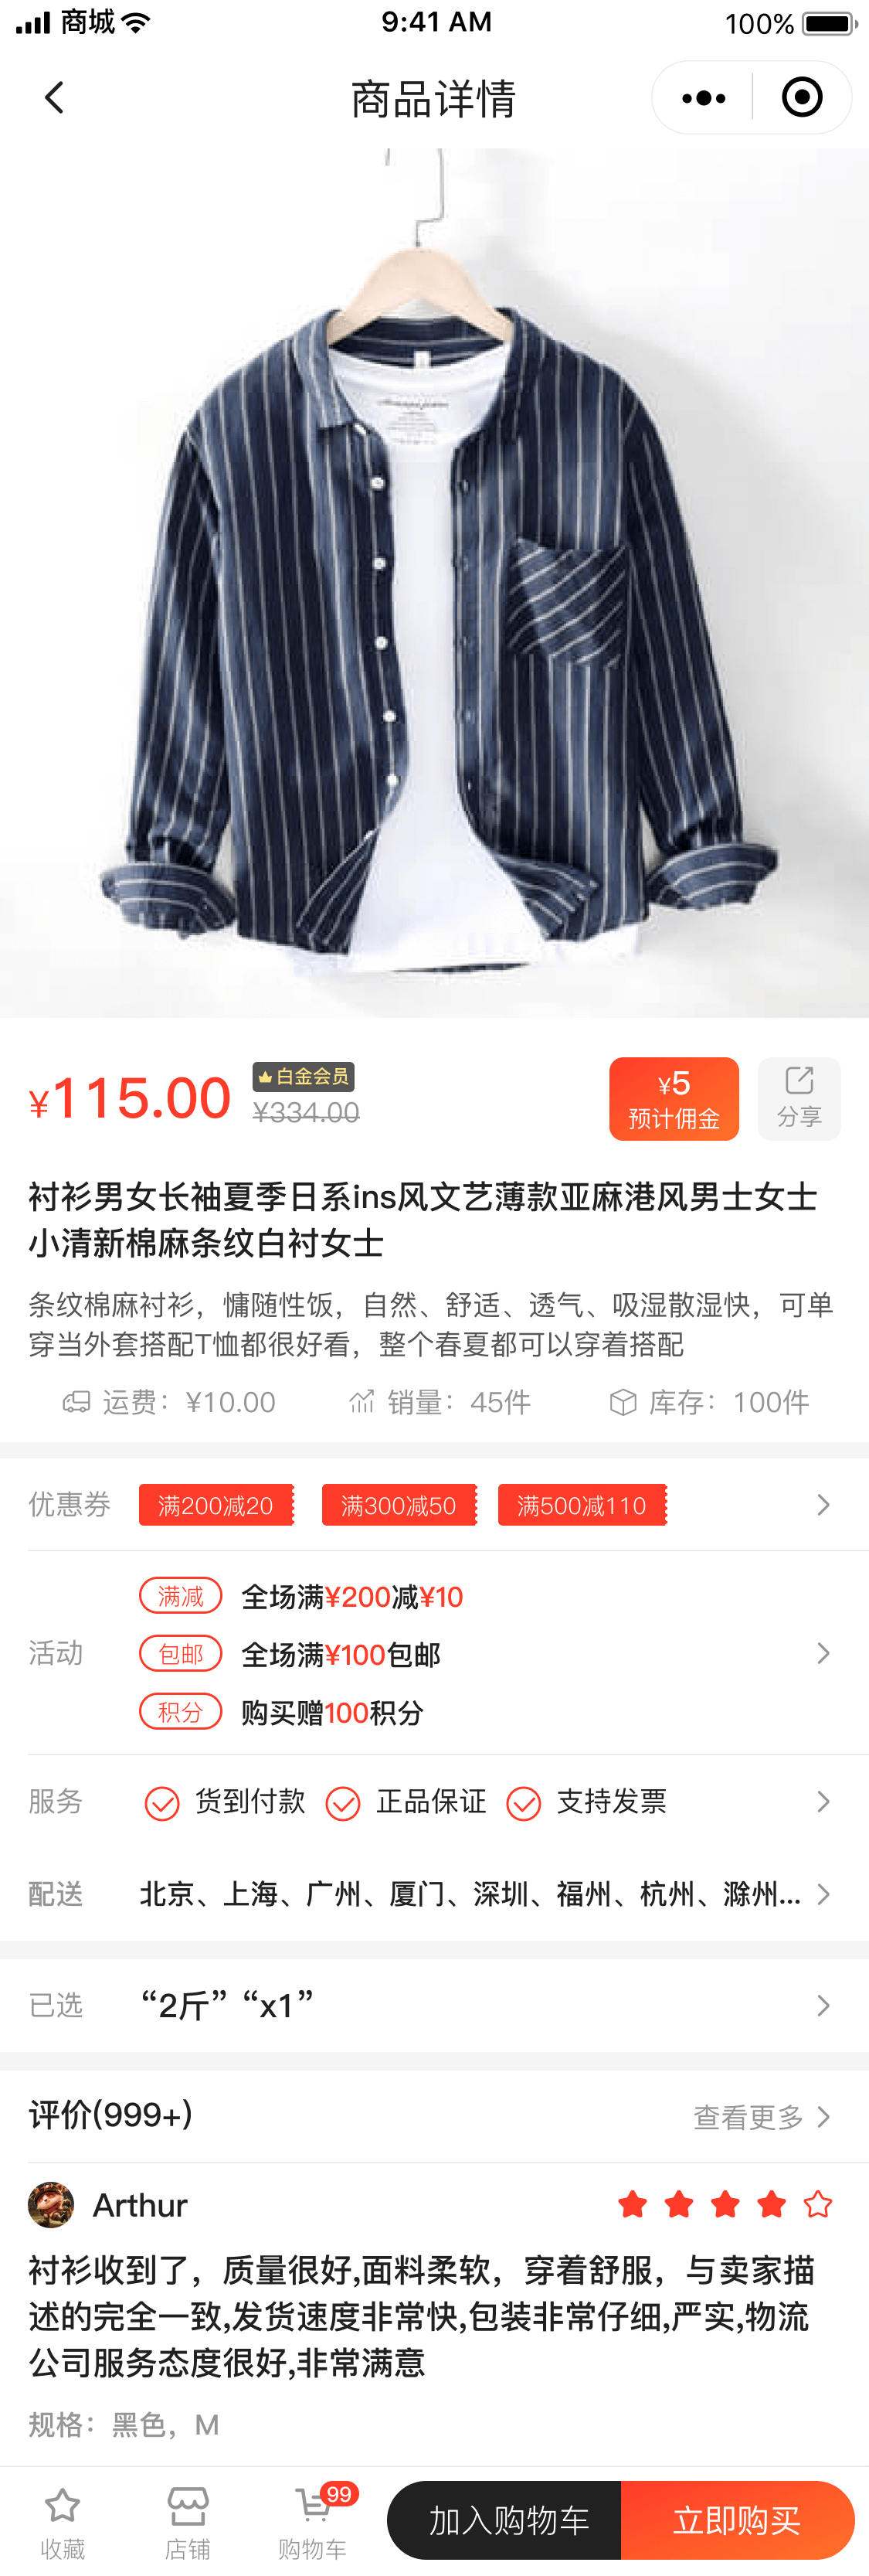 商城
9:41 AM
100%
商品详情
¥115.00
白金会员
¥334.00
¥5
预计佣金
分享
衬衫男女长袖夏季日系ins风文艺薄款亚麻港风男士女士
小清新棉麻条纹白衬女士
条纹棉麻衬衫，慵随性饭，自然、舒适、透气、吸湿散湿快，可单
穿当外套搭配T恤都很好看，整个春夏都可以穿着搭配
运费：¥10.00
销量：45件
库存：100件
优惠券
满200减20
满300减50
满500减110
活动
满减 全场满¥200减¥10
包邮 全场满¥100包邮
积分 购买赠100积分
服务 货到付款 正品保证 支持发票
配送 北京、上海、广州、厦门、深圳、福州、杭州、滁州...
已选 “2斤” “x1”
评价(999+)
查看更多
Arthur
衬衫收到了，质量很好,面料柔软，穿着舒服，与卖家描
述的完全一致,发货速度非常快,包装非常仔细,严实,物流
公司服务态度很好,非常满意
规格：黑色，M
收藏
店铺
99
购物车
加入购物车
立即购买